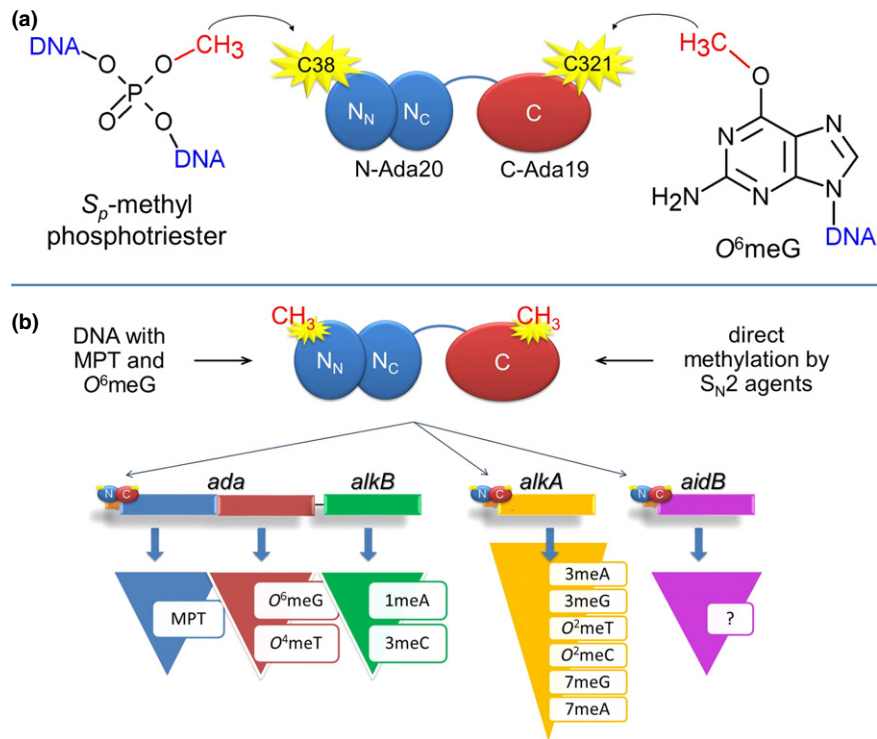 (a)
DNA
O
O
CH3
P
O
O
DNA
Sp-methyl
phosphotriester
C38
C321
NN
NC
C
N-Ada20
C-Ada19
H3C
O
N
N
N
N
H2N
DNA
O6meG
(b)
DNA with
MPT and
O6meG
CH3
CH3
NN
NC
C
direct
methylation by
SN2 agents
ada
alkB
alkA
aidB
N C
N C
N C
MPT
O6meG
O4meT
1meA
3meC
3meA
3meG
O2meT
O2meC
7meG
7meA
?